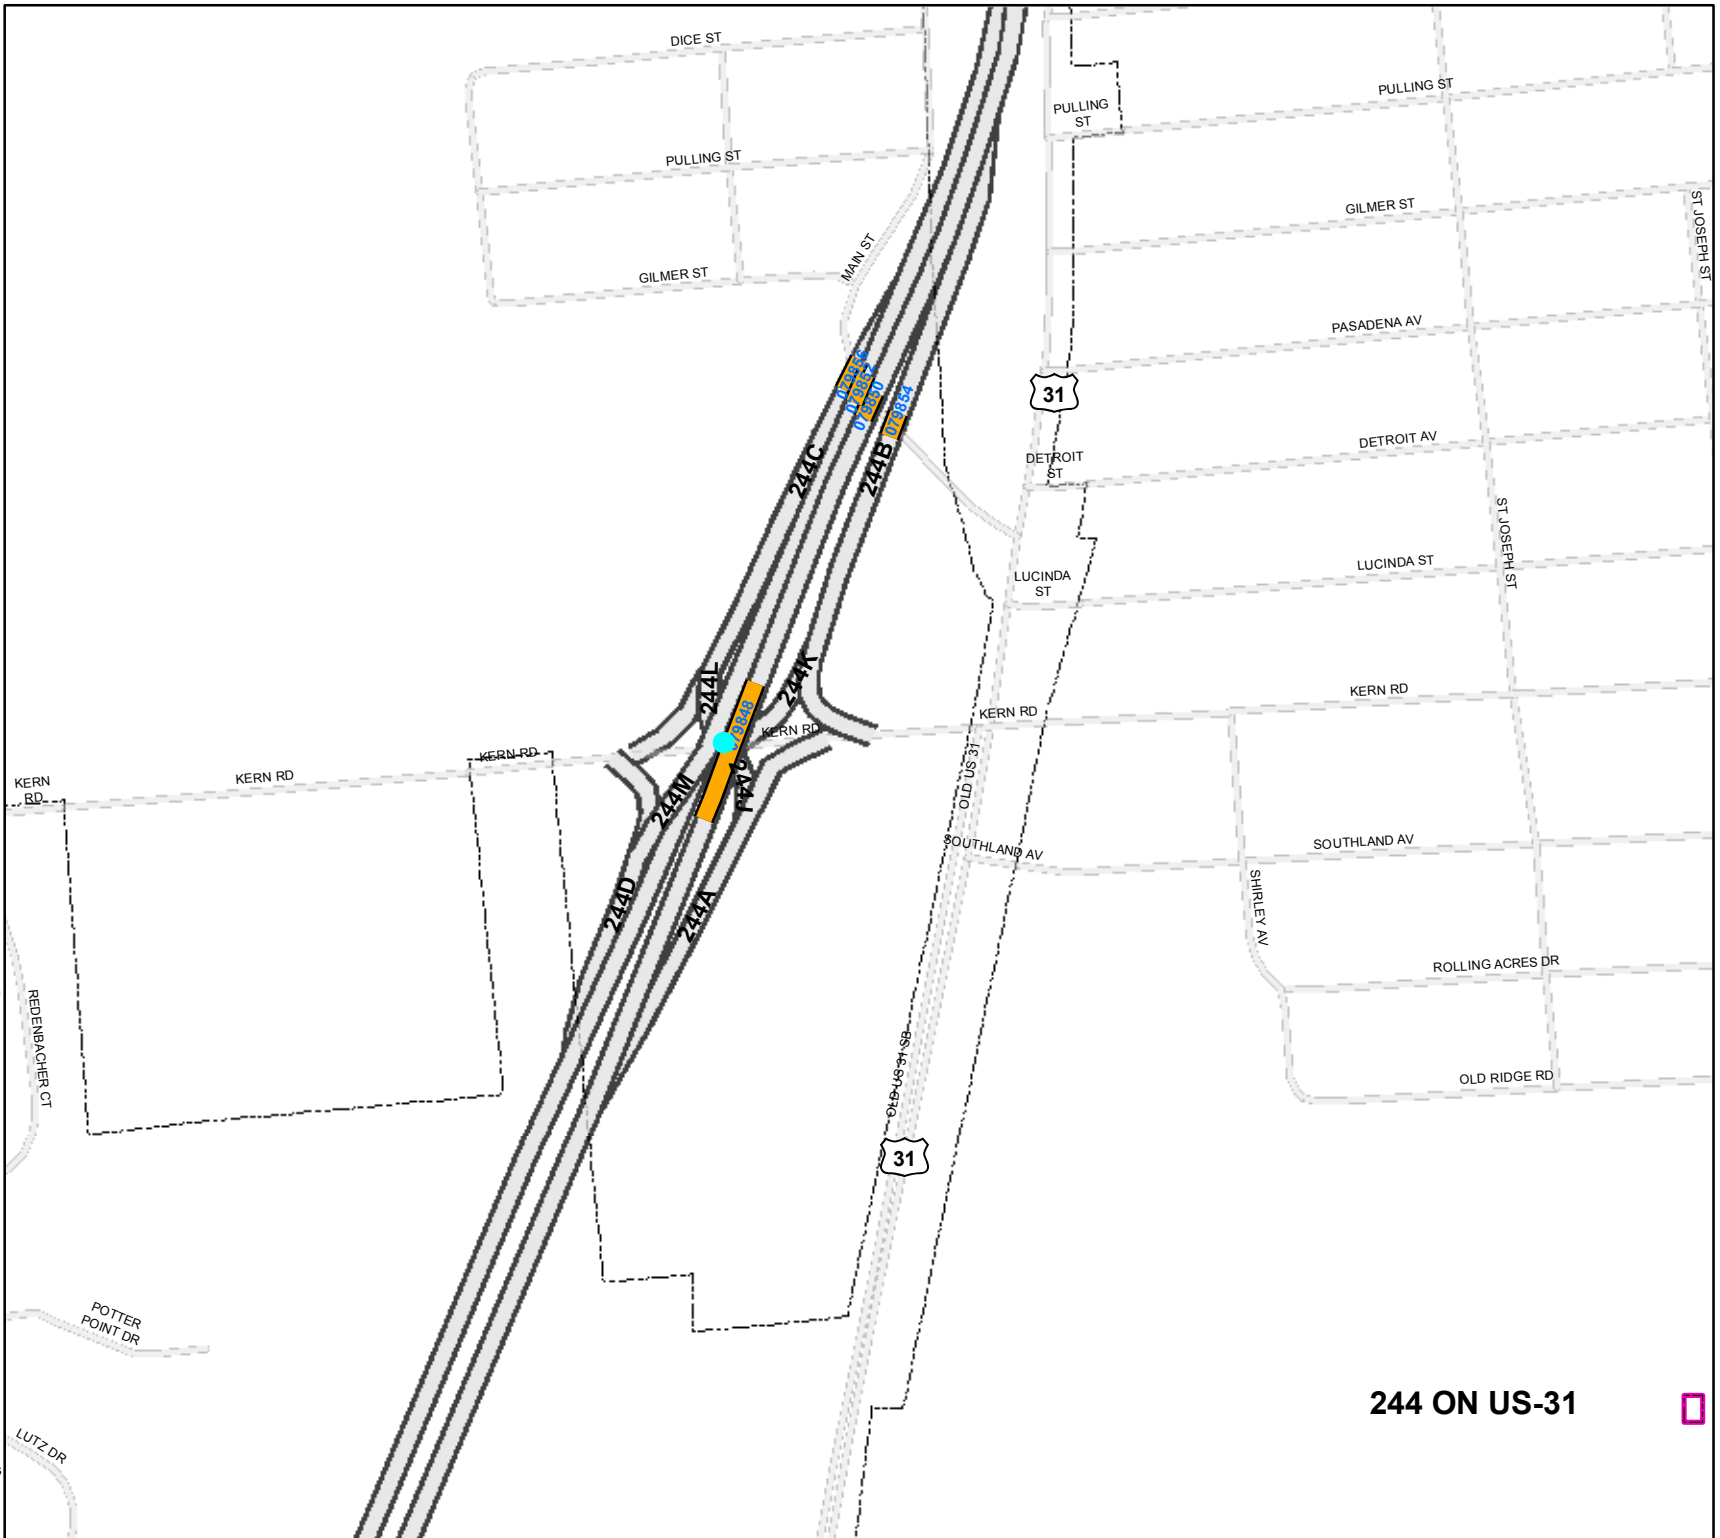 DICE ST
PULLING ST
PULLING
ST
PULLING ST
GILMER ST
GILMER ST
ST JOSEPH ST
MAIN ST
PASADENA AV
079856
079852
079850
079854
31
244C
244B
DETROIT AV
DETROIT
ST
ST JOSEPH ST
LUCINDA ST
LUCINDA
ST
244L
244K
KERN RD
KERN RD
079848
KERN RD
KERN RD
KERN RD
KERN
RD
OLD US 31
244M
244J
SOUTHLAND AV
SOUTHLAND AV
244D
244A
SHIRLEY AV
ROLLING ACRES DR
REDENBACHER CT
OLD US 31 SB
OLD RIDGE RD
31
POTTER
POINT DR
244 ON US-31
LUTZ DR